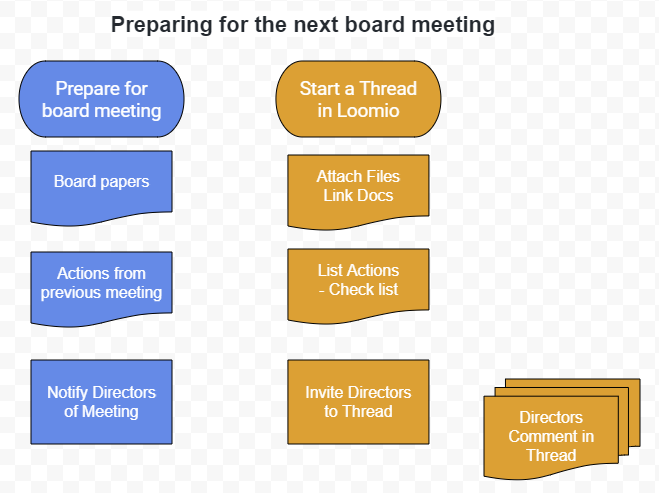 Preparing for the next board meeting
Prepare for
board meeting
Start a Thread
in Loomio
Board papers
Attach Files
Link Docs
Actions from
previous meeting
List Actions
- Check list
Notify Directors
of Meeting
Invite Directors
to Thread
Directors
Comment in
Thread